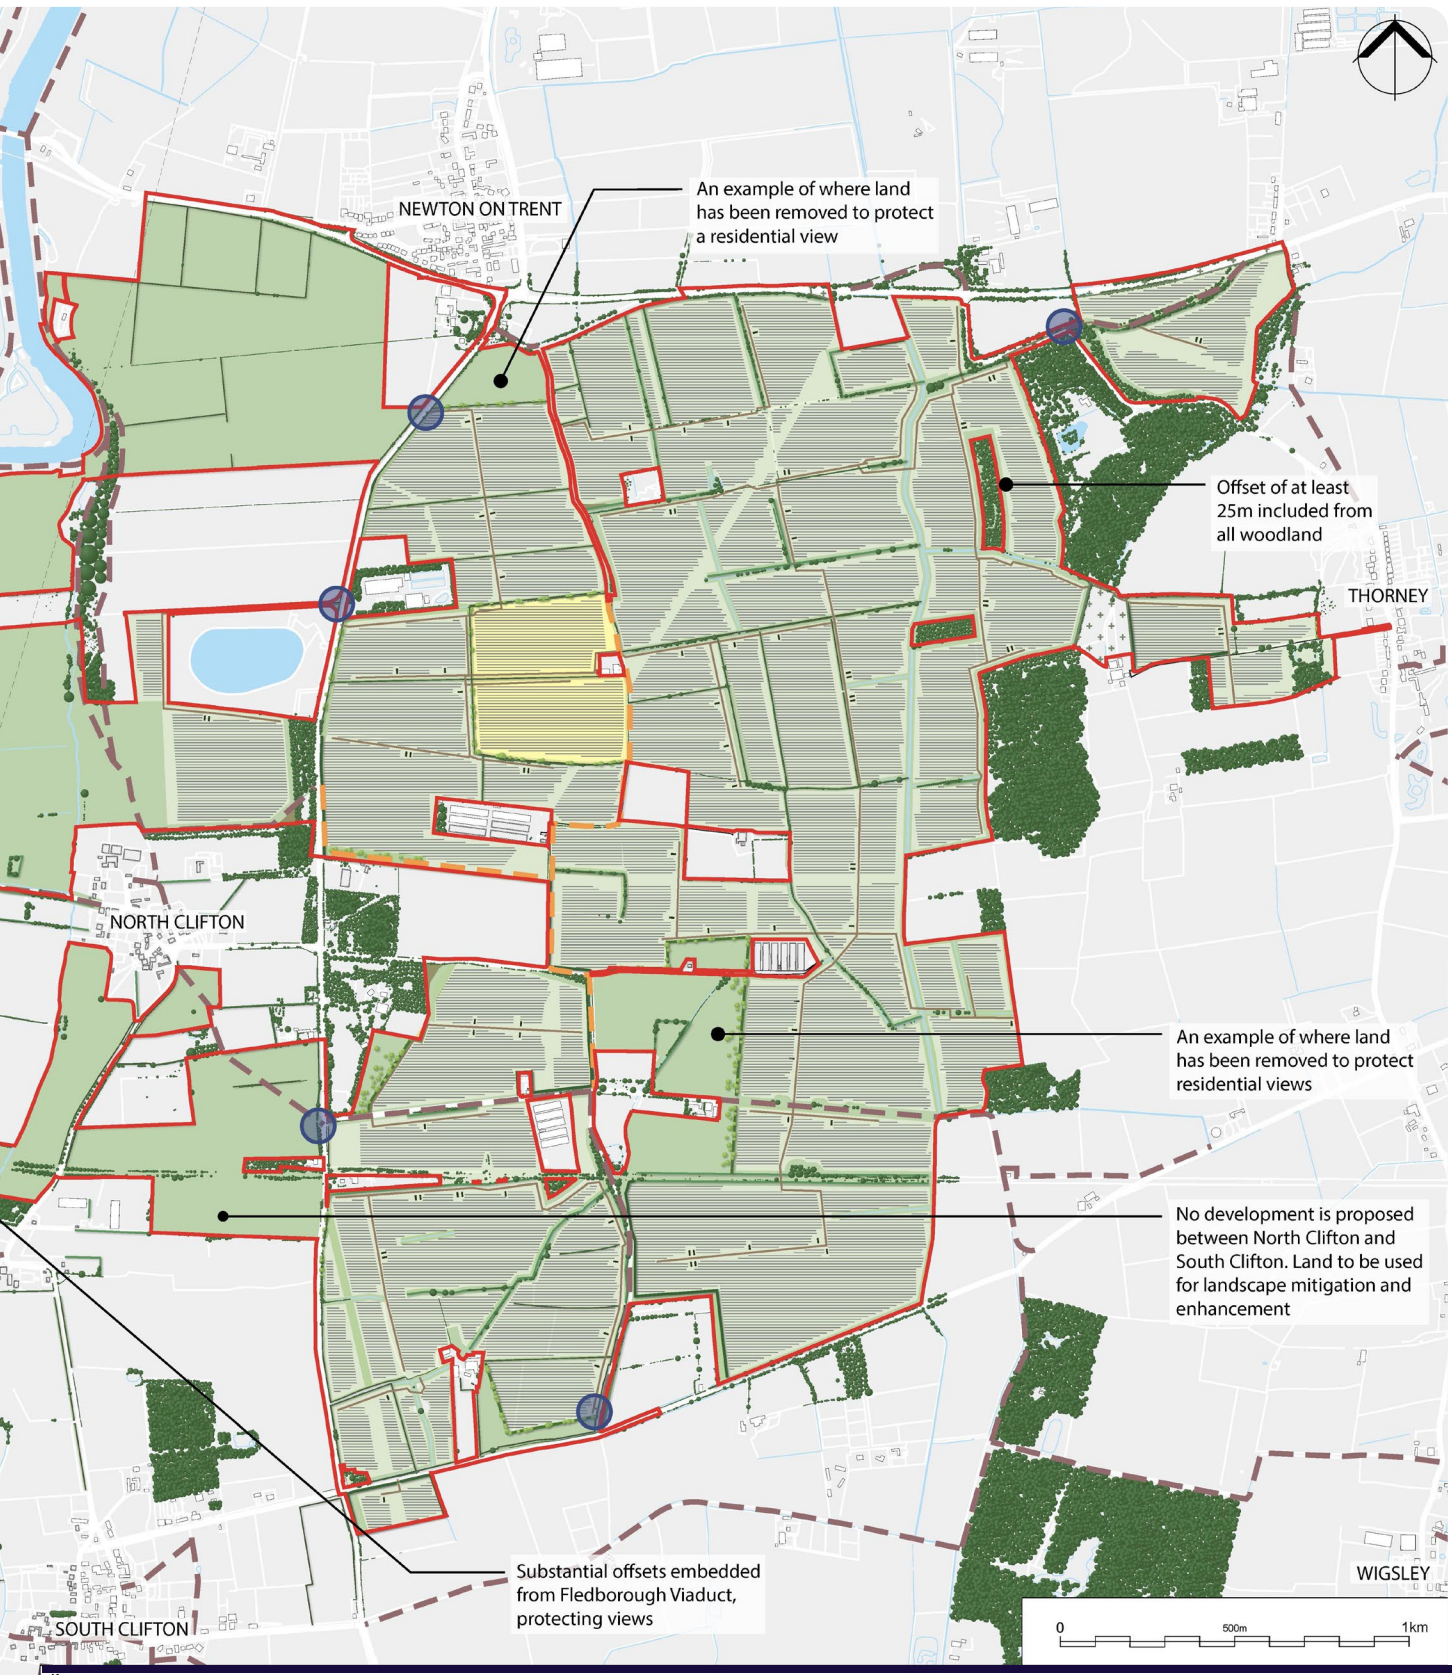 NEWTON ON TRENT
An example of where land
has been removed to protect
a residential view
Offset of at least
25m included from
all woodland
THORNEY
NORTH CLIFTON
An example of where land
has been removed to protect
residential views
No development is proposed
between North Clifton and
South Clifton. Land to be used
for landscape mitigation and
enhancement
Substantial offsets embedded
from Fledborough Viaduct,
protecting views
WIGSLEY
SOUTH CLIFTON
0 500m 1km